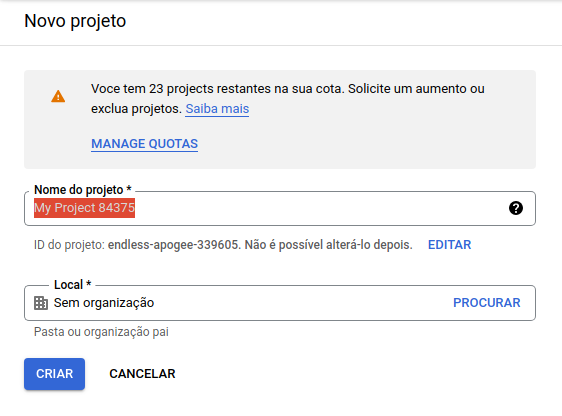 Novo projeto
Voce tem 23 projects restantes na sua cota. Solicite um aumento ou
exclua projetos. Saiba mais
MANAGE QUOTAS
Nome do projeto *
My Project 84375
?
ID do projeto: endless-apogee-339605. Não é possível alterá-lo depois. EDITAR
Local *
Sem organização PROCURAR
Pasta ou organização pai
CRIAR CANCELAR